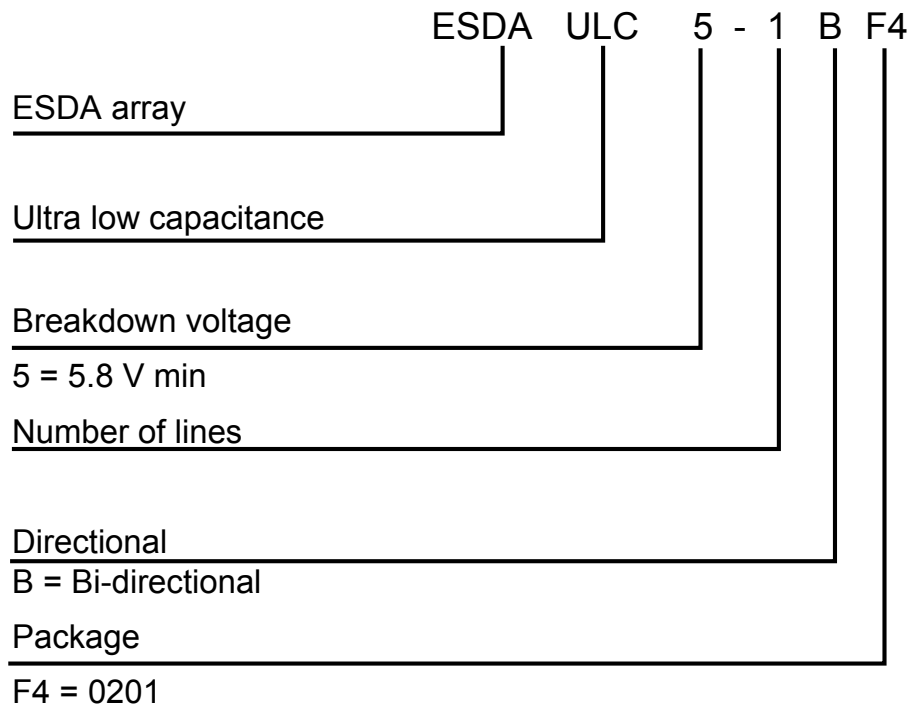 ESDA ULC 5 - 1 B F4
ESDA array
Ultra low capacitance
Breakdown voltage
5 = 5.8 V min
Number of lines
Directional
B = Bi-directional
Package
F4 = 0201